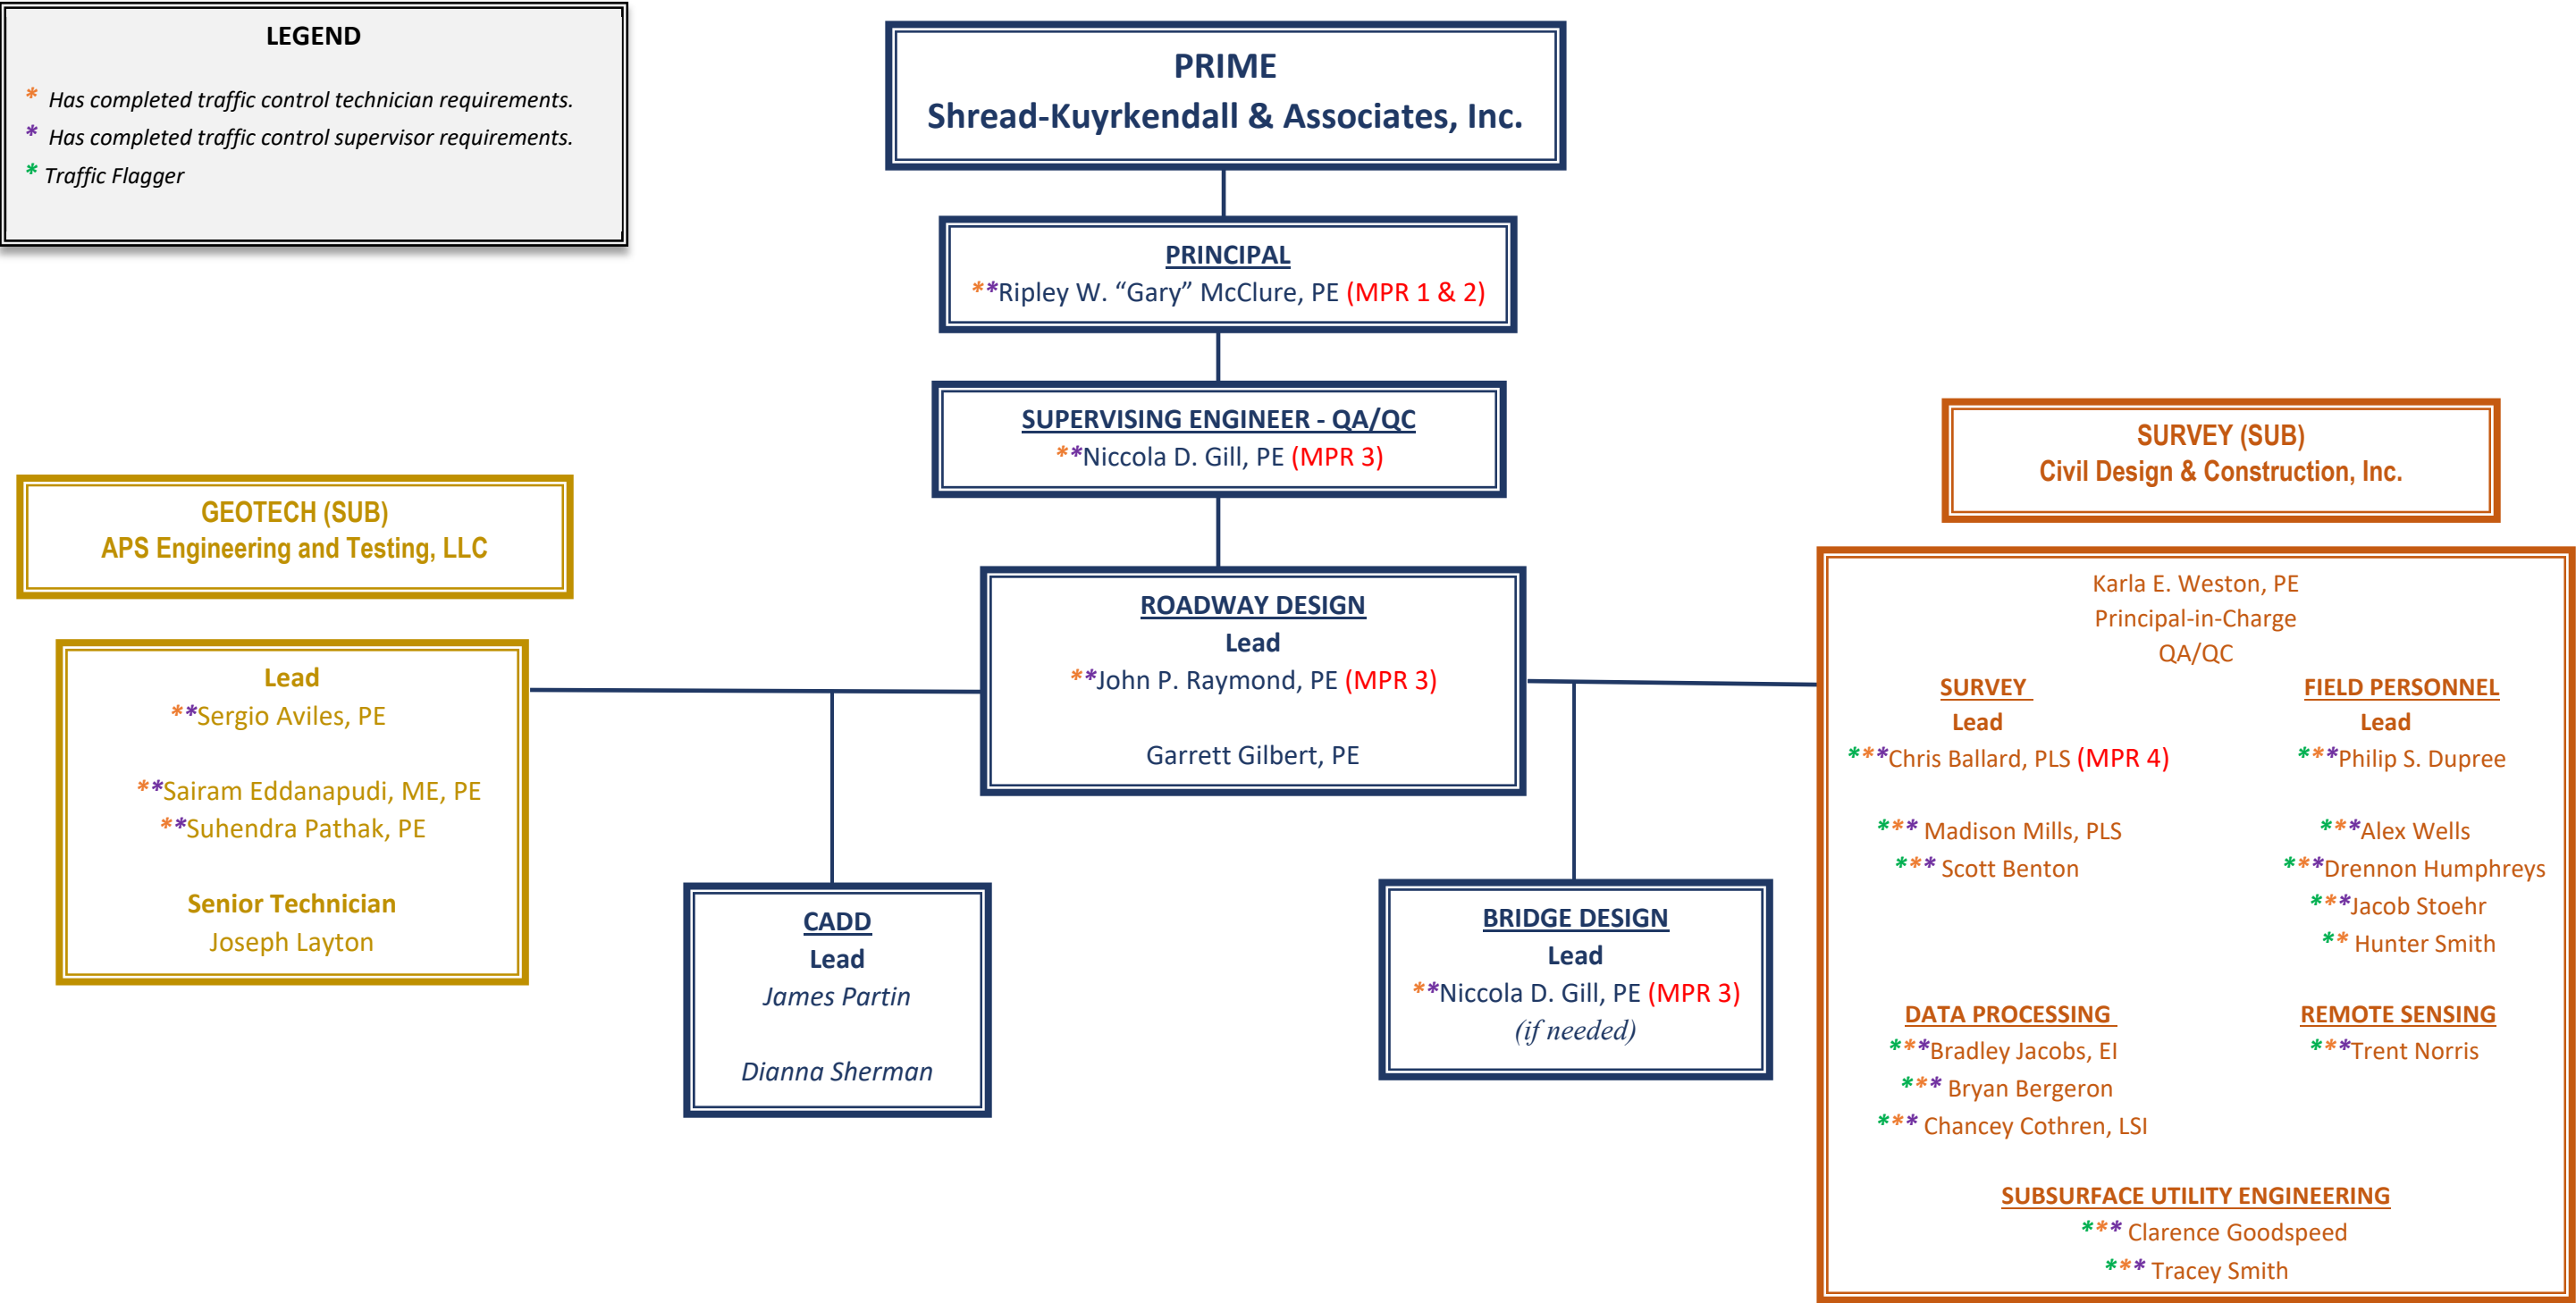 LEGEND
* Has completed traffic control technician requirements.
* Has completed traffic control supervisor requirements.
* Traffic Flagger
PRIME
Shread-Kuyrkendall & Associates, Inc.
PRINCIPAL
**Ripley W. “Gary” McClure, PE (MPR 1 & 2)
SUPERVISING ENGINEER - QA/QC
**Niccola D. Gill, PE (MPR 3)
GEOTECH (SUB)
APS Engineering and Testing, LLC
Lead
**Sergio Aviles, PE
**Sairam Eddanapudi, ME, PE
**Suhendra Pathak, PE
Senior Technician
Joseph Layton
ROADWAY DESIGN
Lead
**John P. Raymond, PE (MPR 3)
Garrett Gilbert, PE
CADD
Lead
James Partin
Dianna Sherman
BRIDGE DESIGN
Lead
**Niccola D. Gill, PE (MPR 3)
(if needed)
SURVEY (SUB)
Civil Design & Construction, Inc.
Karla E. Weston, PE
Principal-in-Charge
QA/QC
SURVEY
Lead
***Chris Ballard, PLS (MPR 4)
*** Madison Mills, PLS
*** Scott Benton
FIELD PERSONNEL
Lead
***Philip S. Dupree
***Alex Wells
***Drennon Humphreys
***Jacob Stoehr
** Hunter Smith
DATA PROCESSING
***Bradley Jacobs, EI
*** Bryan Bergeron
*** Chancey Cothren, LSI
REMOTE SENSING
***Trent Norris
SUBSURFACE UTILITY ENGINEERING
*** Clarence Goodspeed
*** Tracey Smith